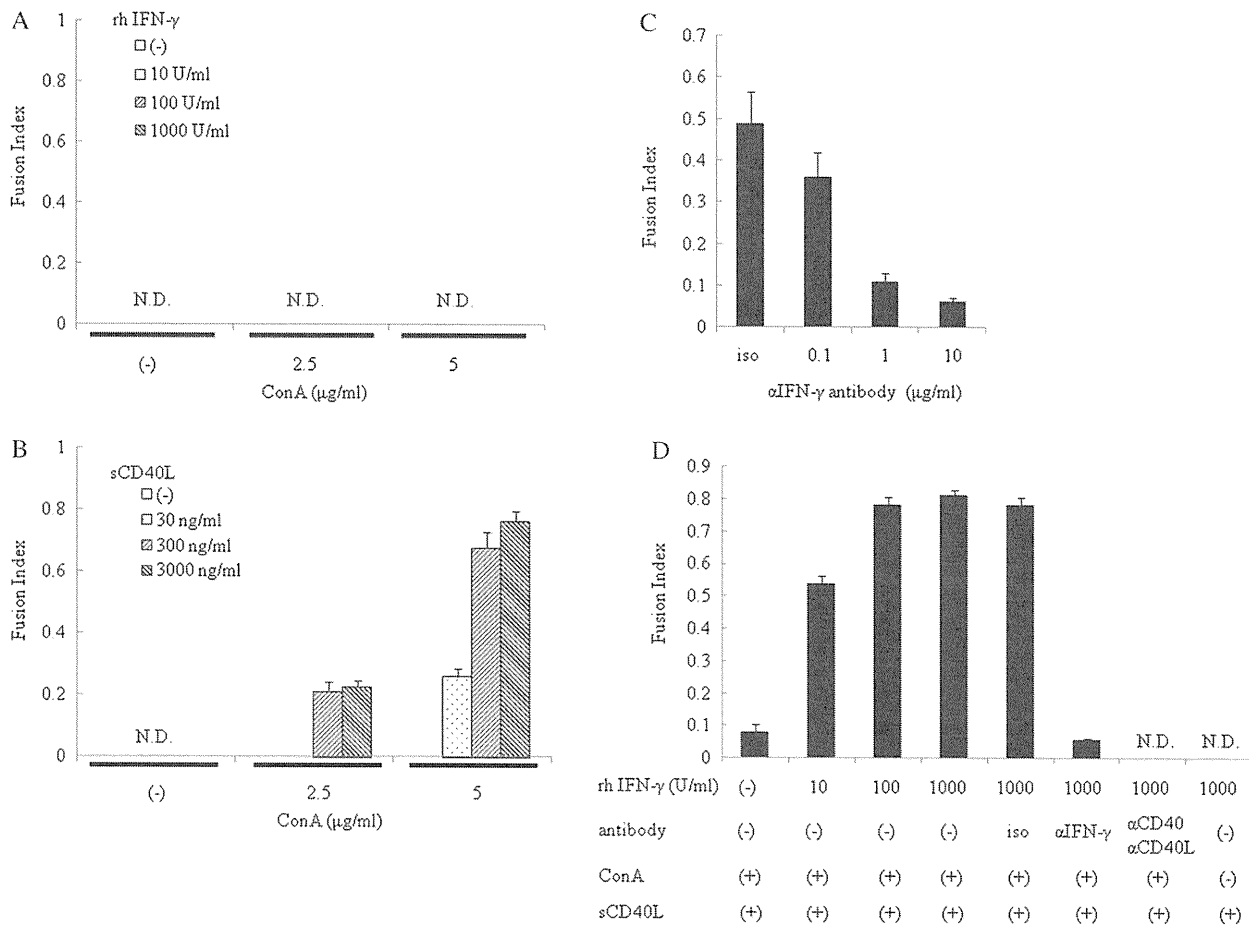 A
rh IFN-γ
(-)
10 U/ml
100 U/ml
1000 U/ml
Fusion Index
1
0.8
0.6
0.4
0.2
0
N.D. N.D. N.D.
(-) 2.5 5
ConA (μg/ml)
B
sCD40L
(-)
30 ng/ml
300 ng/ml
3000 ng/ml
Fusion Index
1
0.8
0.6
0.4
0.2
0
N.D.
(-) 2.5 5
ConA (μg/ml)
C
Fusion Index
0.7
0.6
0.5
0.4
0.3
0.2
0.1
0
iso 0.1 1 10
αIFN-γ antibody (μg/ml)
D
Fusion Index
0.9
0.8
0.7
0.6
0.5
0.4
0.3
0.2
0.1
0
N.D. N.D.
rh IFN-γ (U/ml) (-) 10 100 1000 1000 1000 1000 1000
antibody (-) (-) (-) (-) iso αIFN-γ αCD40 αCD40L (-)
ConA (+) (+) (+) (+) (+) (+) (+) (-)
sCD40L (+) (+) (+) (+) (+) (+) (+) (+)